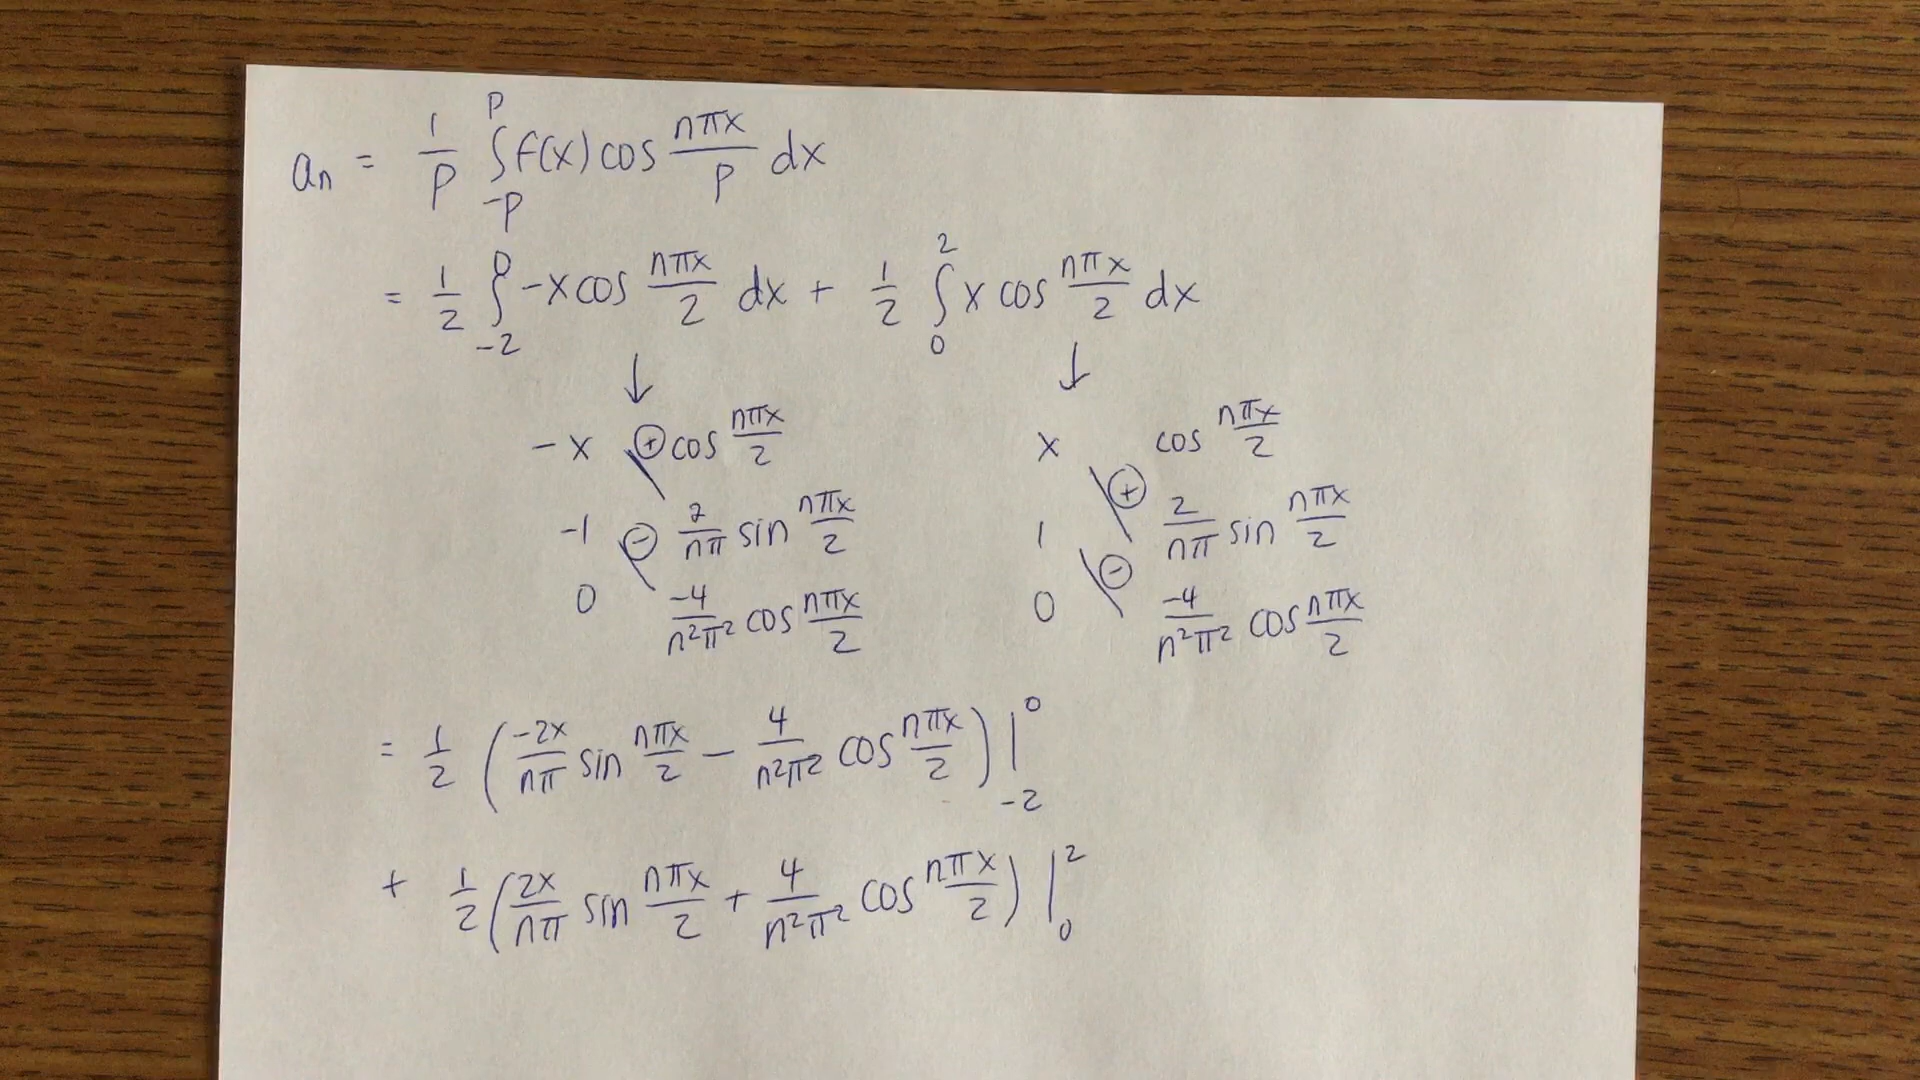 aₙ = 1/P ∫_{-P}^{P} f(x) cos nπx/P dx
= 1/2 ∫_{-2}^{0} -x cos nπx/2 dx + 1/2 ∫_{0}^{2} x cos nπx/2 dx
↓ ↓
-x ⊕ cos nπx/2 x cos nπx/2
⊕
-1 ⊖ 2/nπ sin nπx/2 1 2/nπ sin nπx/2
⊖
0 -4/n²π² cos nπx/2 0 -4/n²π² cos nπx/2
= 1/2 (-2x/nπ sin nπx/2 - 4/n²π² cos nπx/2) |_{-2}^{0}
+ 1/2 (2x/nπ sin nπx/2 + 4/n²π² cos nπx/2) |_{0}^{2}